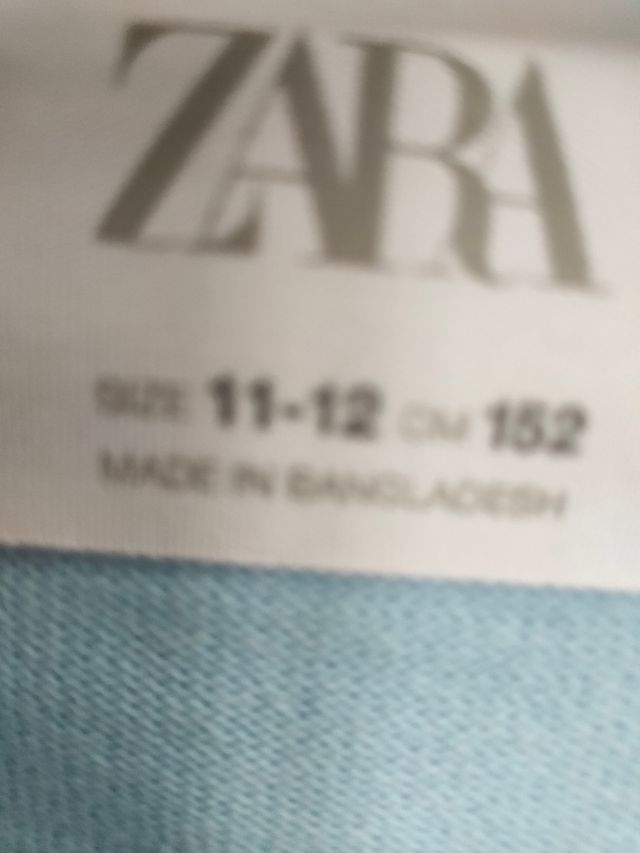 ZARA
SIZE 11-12 CM 152
MADE IN BANGLADESH